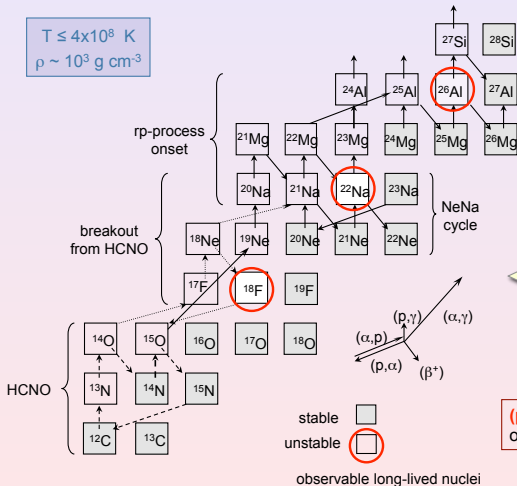 T ≤ 4x10⁸ K
ρ ~ 10³ g cm⁻³
²⁷Si ²⁸Si
²⁴Al ²⁵Al ²⁶Al ²⁷Al
rp-process
onset
²¹Mg ²²Mg ²³Mg ²⁴Mg ²⁵Mg ²⁶Mg
²⁰Na ²¹Na ²²Na ²³Na
NeNa
cycle
breakout
from HCNO
¹⁸Ne ¹⁹Ne ²⁰Ne ²¹Ne ²²Ne
¹⁷F ¹⁸F ¹⁹F
(p,γ) (α,γ)
(α,p)
(p,α)
(β⁺)
HCNO
¹⁴O ¹⁵O ¹⁶O ¹⁷O ¹⁸O
¹³N ¹⁴N ¹⁵N
¹²C ¹³C
stable
unstable
observable long-lived nuclei
(p
o